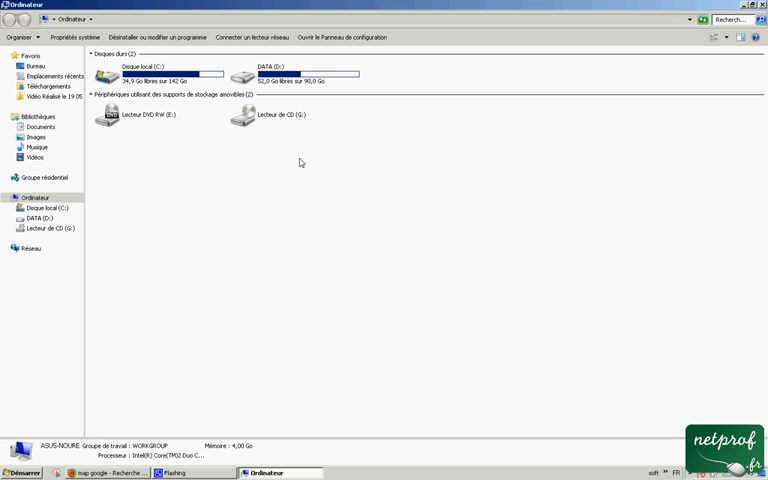 Ordinateur
Ordinateur
Recherch...
Organiser
Propriétés système
Désinstaller ou modifier un programme
Connecter un lecteur réseau
Ouvrir le Panneau de configuration
Favoris
Bureau
Emplacements récents
Téléchargements
Vidéo Réalisé le 19 05
Bibliothèques
Documents
Images
Musique
Vidéos
Groupe résidentiel
Ordinateur
Disque local (C:)
DATA (D:)
Lecteur de CD (G:)
Réseau
Disques durs (2)
Disque local (C:)
34,9 Go libres sur 142 Go
DATA (D:)
52,0 Go libres sur 90,0 Go
Périphériques utilisant des supports de stockage amovibles (2)
DVD
Lecteur DVD RW (E:)
Lecteur de CD (G:)
ASUS-NOURE Groupe de travail : WORKGROUP Mémoire : 4,00 Go
Processeur : Intel(R) Core(TM)2 Duo C...
Démarrer
map google - Recherche ...
Flashing
Ordinateur
soft » FR
netprof
.fr